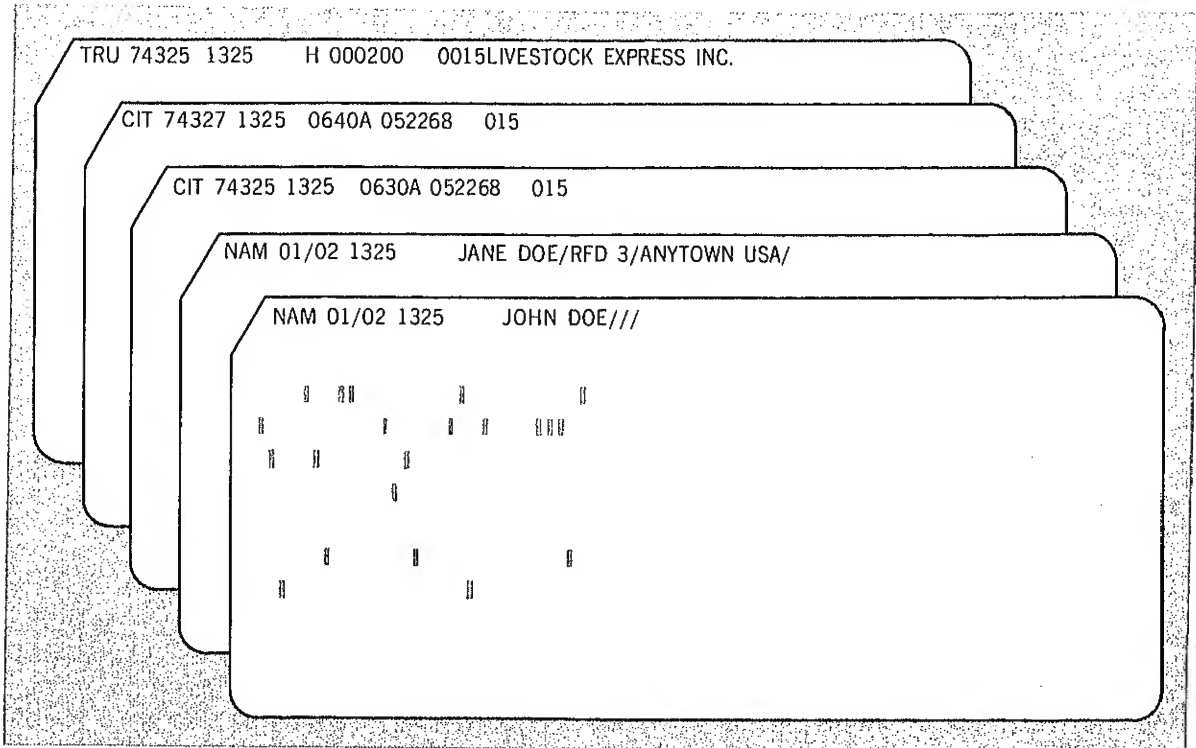 TRU 74325 1325 H 000200 0015LIVESTOCK EXPRESS INC.
CIT 74327 1325 0640A 052268 015
CIT 74325 1325 0630A 052268 015
NAM 01/02 1325 JANE DOE/RFD 3/ANYTOWN USA/
NAM 01/02 1325 JOHN DOE///